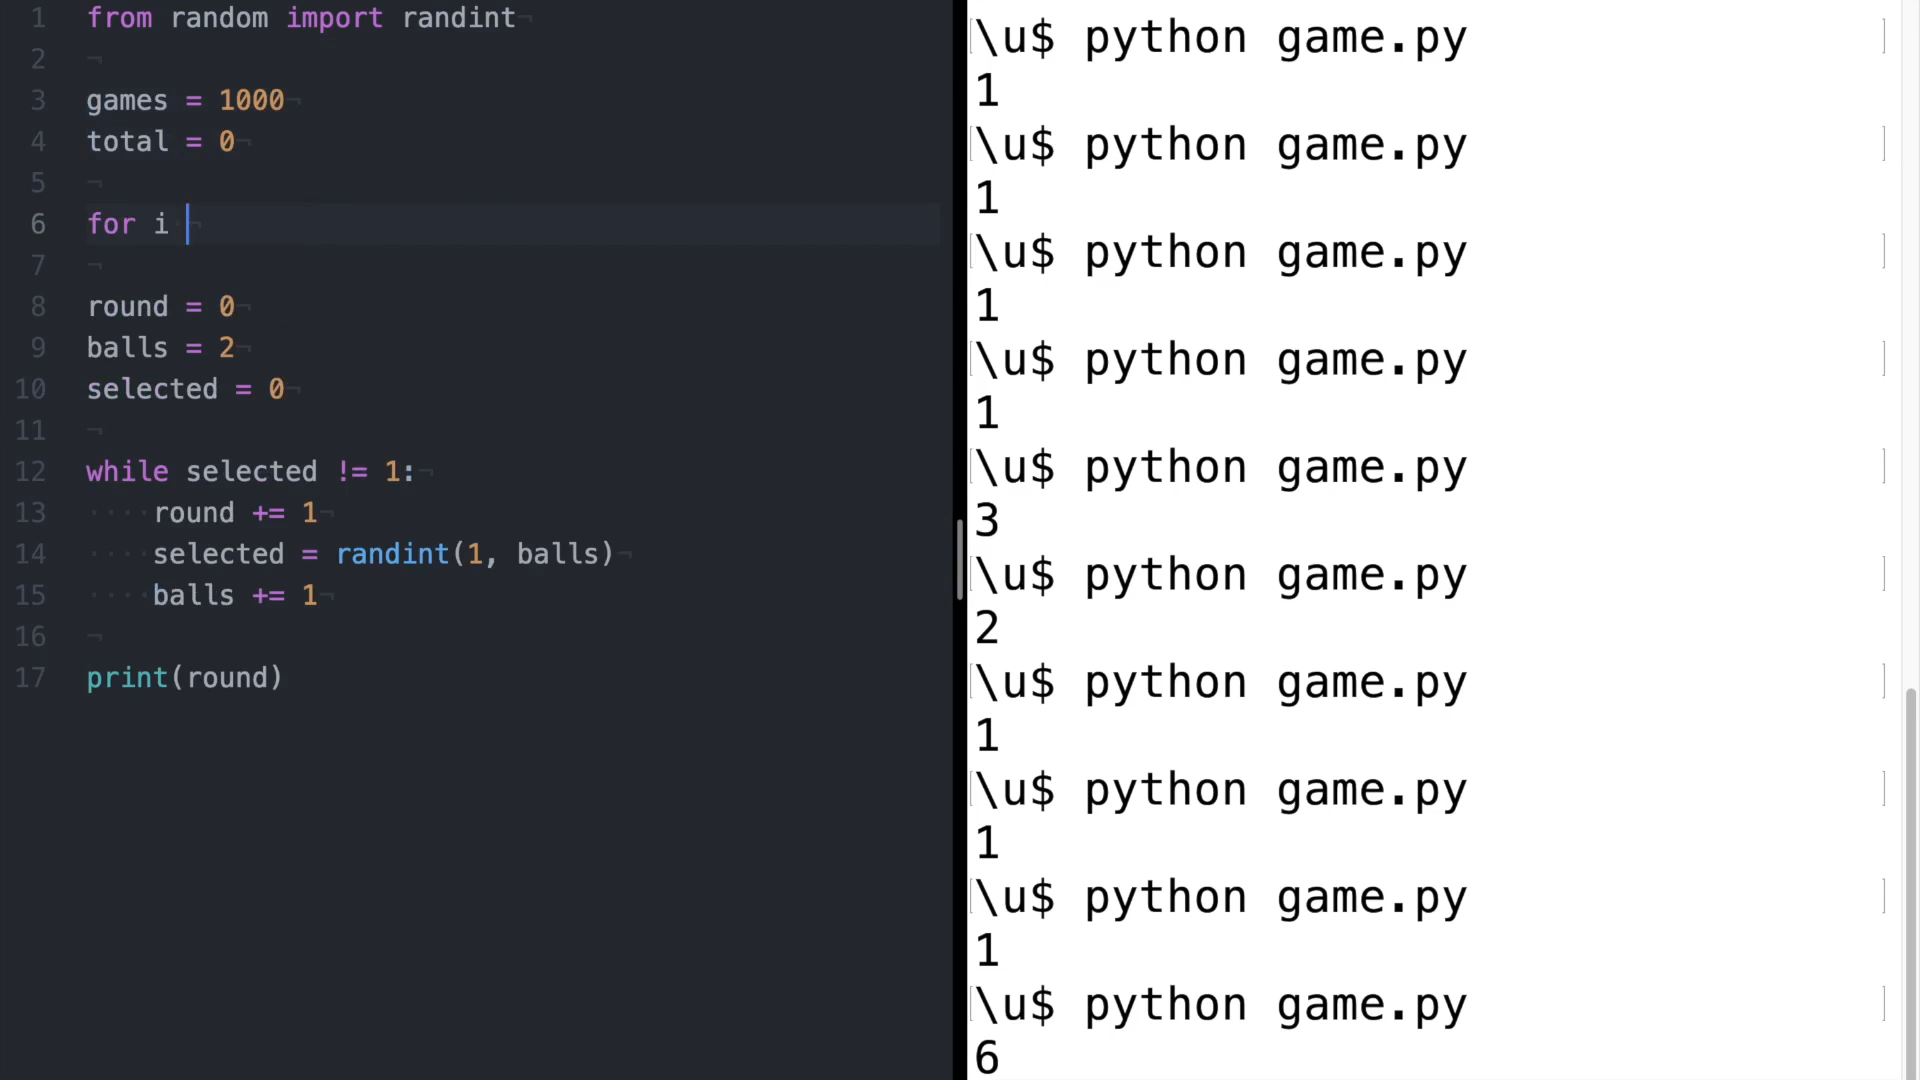 1 from random import randint¬
2 ¬
3 games = 1000¬
4 total = 0¬
5 ¬
6 for i ¬
7 ¬
8 round = 0¬
9 balls = 2¬
10 selected = 0¬
11 ¬
12 while selected != 1:¬
13 ····round += 1¬
14 ····selected = randint(1, balls)¬
15 ····balls += 1¬
16 ¬
17 print(round)
[\u$ python game.py ]
1
[\u$ python game.py ]
1
[\u$ python game.py ]
1
[\u$ python game.py ]
1
[\u$ python game.py ]
3
[\u$ python game.py ]
2
[\u$ python game.py ]
1
[\u$ python game.py ]
1
[\u$ python game.py ]
1
[\u$ python game.py ]
6